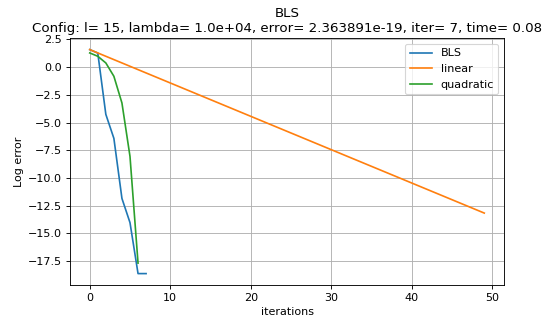 BLS
Config: l= 15, lambda= 1.0e+04, error= 2.363891e-19, iter= 7, time= 0.08
2.5
0.0
−2.5
−5.0
−7.5
−10.0
−12.5
−15.0
−17.5
Log error
BLS
linear
quadratic
0
10
20
30
40
50
iterations